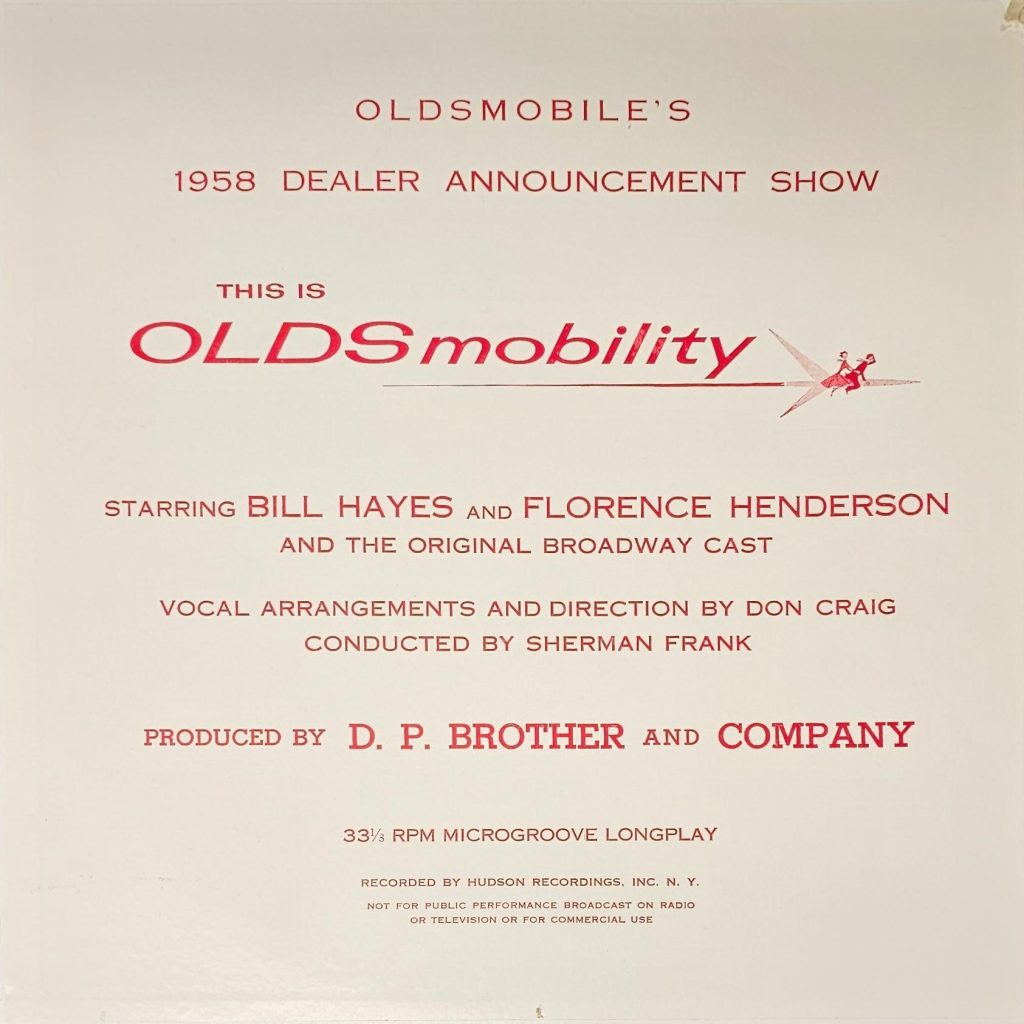 OLDSMOBILE'S
1958 DEALER ANNOUNCEMENT SHOW
THIS IS
OLDSmobility
STARRING BILL HAYES AND FLORENCE HENDERSON
AND THE ORIGINAL BROADWAY CAST
VOCAL ARRANGEMENTS AND DIRECTION BY DON CRAIG
CONDUCTED BY SHERMAN FRANK
PRODUCED BY D. P. BROTHER AND COMPANY
33⅓ RPM MICROGROOVE LONGPLAY
RECORDED BY HUDSON RECORDINGS, INC. N. Y.
NOT FOR PUBLIC PERFORMANCE BROADCAST ON RADIO
OR TELEVISION OR FOR COMMERCIAL USE